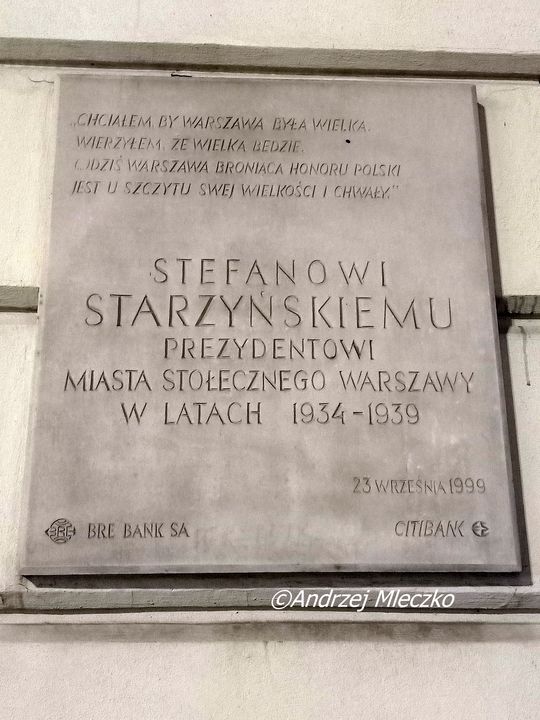 „CHCIAŁEM, BY WARSZAWA BYŁA WIELKA.
WIERZYŁEM, ŻE WIELKA BĘDZIE.
I DZIŚ WARSZAWA BRONIĄCA HONORU POLSKI
JEST U SZCZYTU SWEJ WIELKOŚCI I CHWAŁY."
STEFANOWI
STARZYŃSKIEMU
PREZYDENTOWI
MIASTA STOŁECZNEGO WARSZAWY
W LATACH 1934-1939
23 WRZEŚNIA 1999
BRE BRE BANK SA
CITIBANK
©Andrzej Mleczko